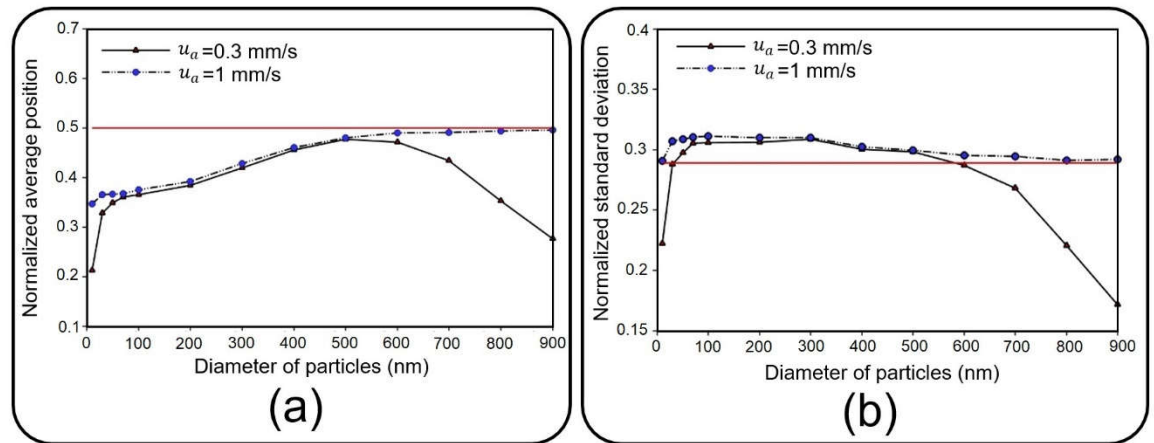 0.7
0.6
0.5
0.4
0.3
0.2
0.1
Normalized average position
u_a=0.3 mm/s
u_a=1 mm/s
0 100 200 300 400 500 600 700 800 900
Diameter of particles (nm)
(a)
0.4
0.35
0.3
0.25
0.2
0.15
Normalized standard deviation
u_a=0.3 mm/s
u_a=1 mm/s
0 100 200 300 400 500 600 700 800 900
Diameter of particles (nm)
(b)